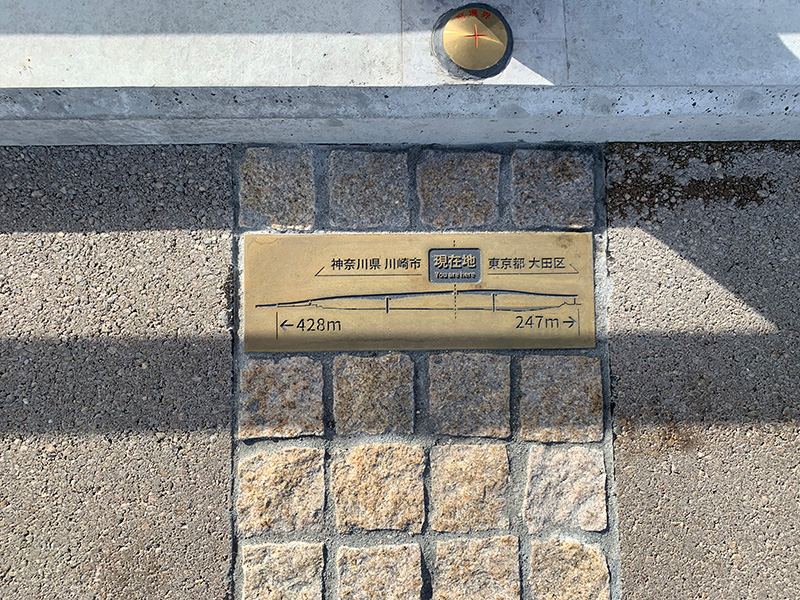 神奈川県 川崎市
現在地
You are here
東京都 大田区
←428m
247m→